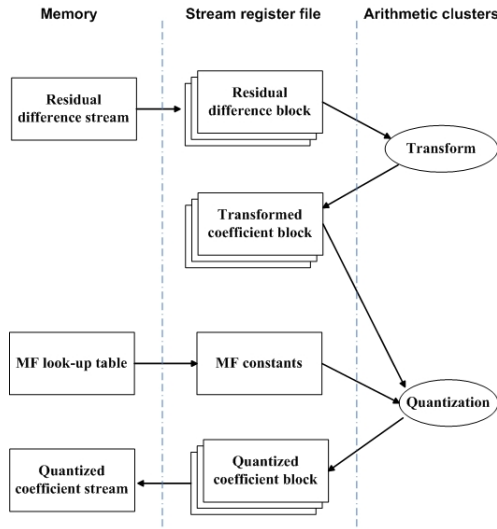 Memory
Stream register file
Arithmetic clusters
Residual
difference stream
Residual
difference block
Transform
Transformed
coefficient block
MF look-up table
MF constants
Quantization
Quantized
coefficient stream
Quantized
coefficient block